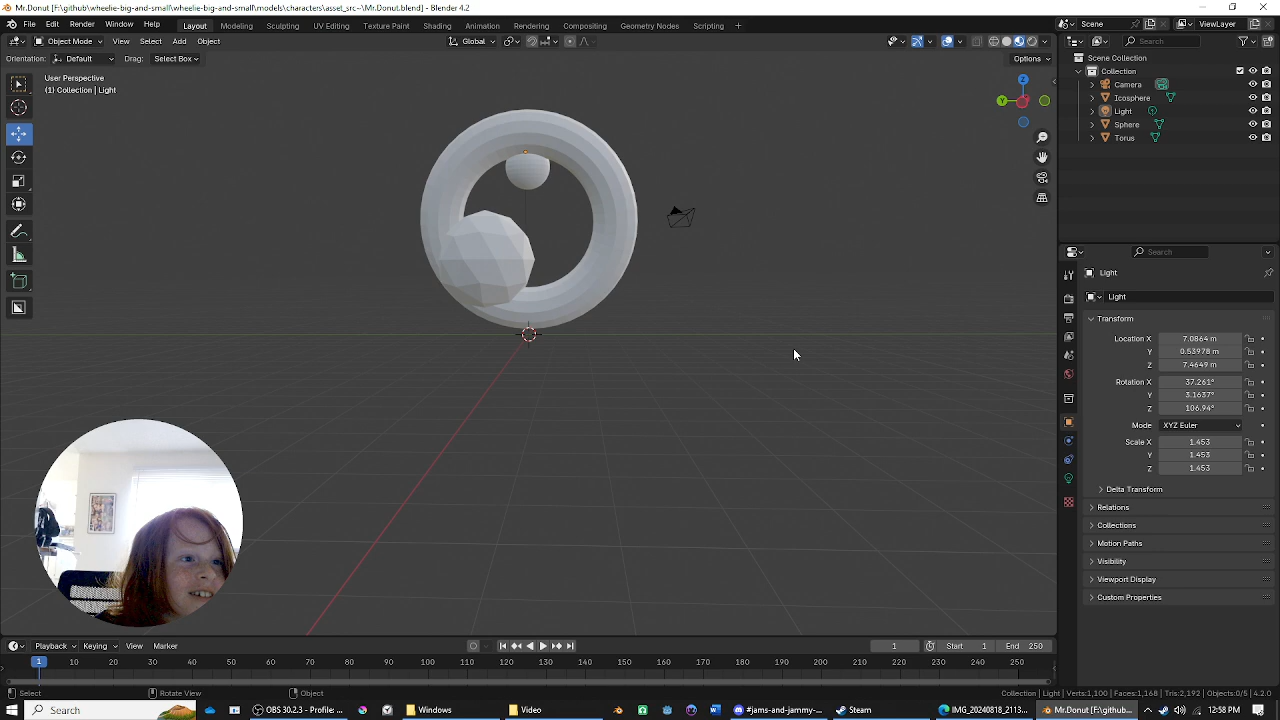 Mr.Donut [F:\github\wheelie-big-and-small\wheelie-big-and-small\models\characters\asset_src~\Mr.Donut.blend] - Blender 4.2
File Edit Render Window Help Layout Modeling Sculpting UV Editing Texture Paint Shading Animation Rendering Compositing Geometry Nodes Scripting + Scene ViewLayer
Object Mode View Select Add Object Global Search
Orientation: Default Drag: Select Box Options
Scene Collection
Collection
Camera
Icosphere
Light
Sphere
Torus
User Perspective
(1) Collection | Light
Z
Y
Search
Light
Light
Transform
Location X 7.0864 m
Y 0.53978 m
Z 7.4649 m
Rotation X 37.261°
Y 3.1637°
Z 106.94°
Mode XYZ Euler
Scale X 1.453
Y 1.453
Z 1.453
Delta Transform
Relations
Collections
Motion Paths
Visibility
Viewport Display
Custom Properties
Playback Keying View Marker 1 Start 1 End 250
1 10 20 30 40 50 60 70 80 90 100 110 120 130 140 150 160 170 180 190 200 210 220 230 240 250
Select Rotate View Object Collection | Light | Verts:1,100 | Faces:1,168 | Tris:2,192 | Objects:0/5 | 4.2.0
Search OBS 30.2.3 - Profile: ... Windows Video #jams-and-jammy-... Steam IMG_20240818_2113... Mr.Donut [F:\github... 12:58 PM